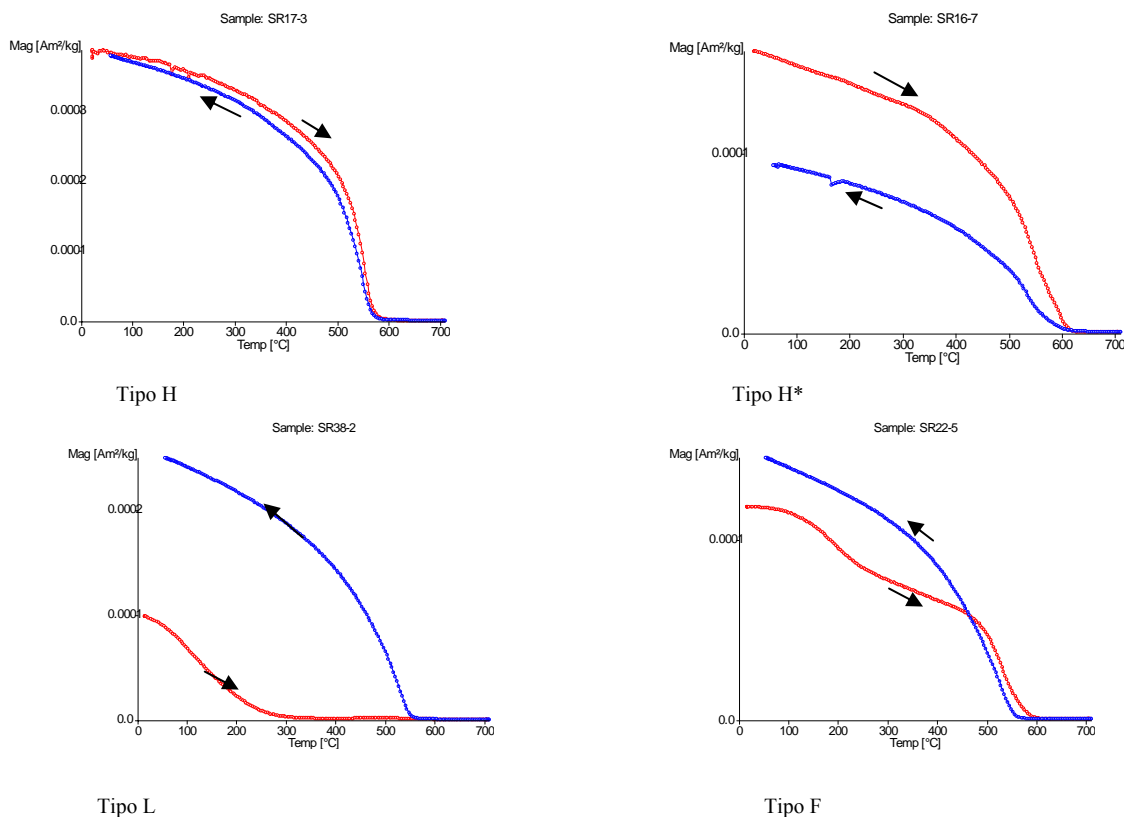 Sample: SR17-3
Mag [Am²/kg]
0.0003
0.0002
0.0001
0.0
0 100 200 300 400 500 600 700
Temp [°C]
Tipo H
Sample: SR16-7
Mag [Am²/kg]
0.0001
0.0
0 100 200 300 400 500 600 700
Temp [°C]
Tipo H*
Sample: SR38-2
Mag [Am²/kg]
0.0002
0.0001
0.0
0 100 200 300 400 500 600 700
Temp [°C]
Tipo L
Sample: SR22-5
Mag [Am²/kg]
0.0001
0.0
0 100 200 300 400 500 600 700
Temp [°C]
Tipo F